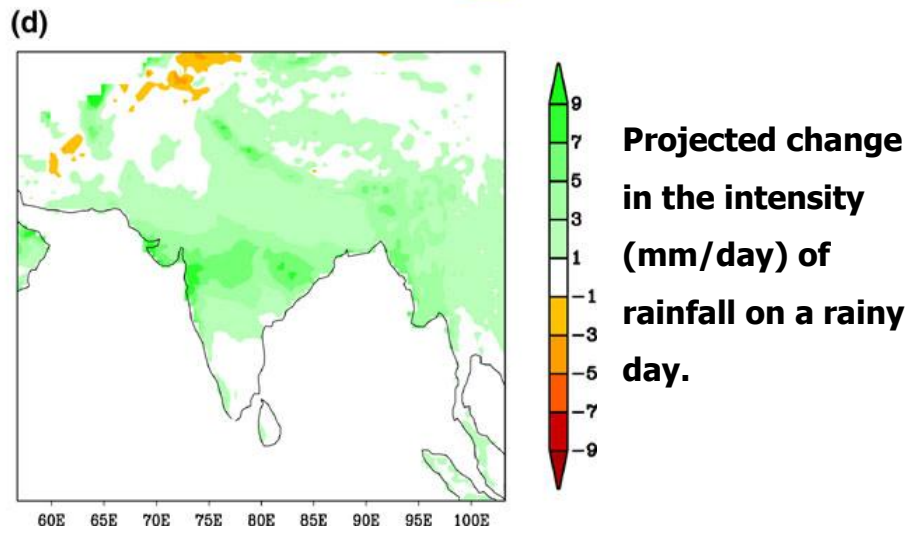 (d)
9
7
5
3
1
−1
−3
−5
−7
−9
Projected change
in the intensity
(mm/day) of
rainfall on a rainy
day.
60E 65E 70E 75E 80E 85E 90E 95E 100E